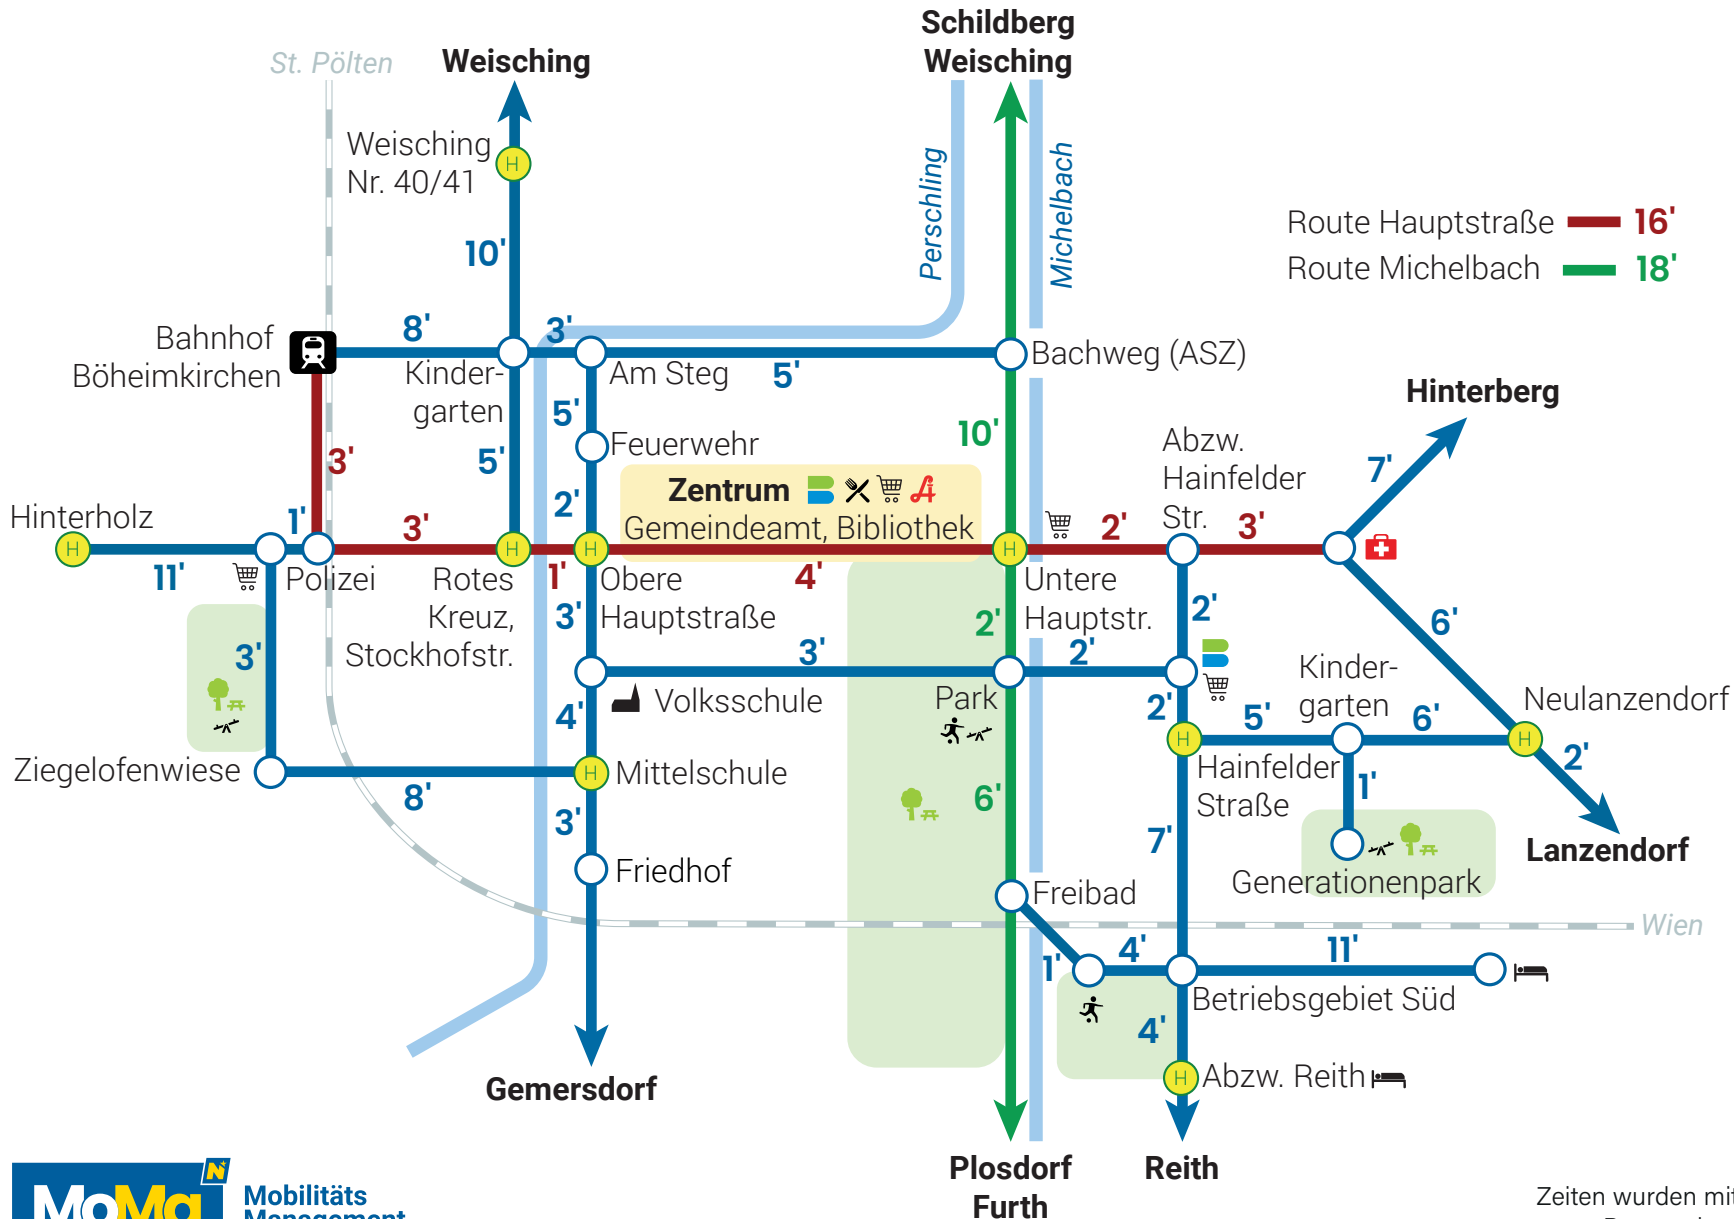 Schildberg
Weisching
St. Pölten
Weisching
Weisching
Nr. 40/41
H
Perschling
Michelbach
Route Hauptstraße 16'
Route Michelbach 18'
10'
Bahnhof
Böheimkirchen
8'
3'
Kinder-
garten
Am Steg
5'
Bachweg (ASZ)
Hinterberg
3'
5'
5'
Feuerwehr
10'
Abzw.
Hainfelder
Str.
7'
2'
Zentrum
Gemeindeamt, Bibliothek
Hinterholz
H
11'
1'
Polizei
3'
H
Rotes
Kreuz,
Stockhofstr.
1'
H
Obere
Hauptstraße
4'
H
Untere
Hauptstr.
2'
3'
3'
3'
2'
2'
6'
3'
Volksschule
Park
2'
2'
Kinder-
garten
Neulanzendorf
4'
H
5'
6'
H
2'
Hainfelder
Straße
1'
Ziegelofenwiese
8'
H
Mittelschule
6'
3'
7'
Lanzendorf
Friedhof
Freibad
Generationenpark
Wien
1'
4'
11'
Betriebsgebiet Süd
4'
H
Abzw. Reith
Gemersdorf
Plosdorf
Furth
Reith
N
MoMa
Mobilitäts
Management
Zeiten wurden mit